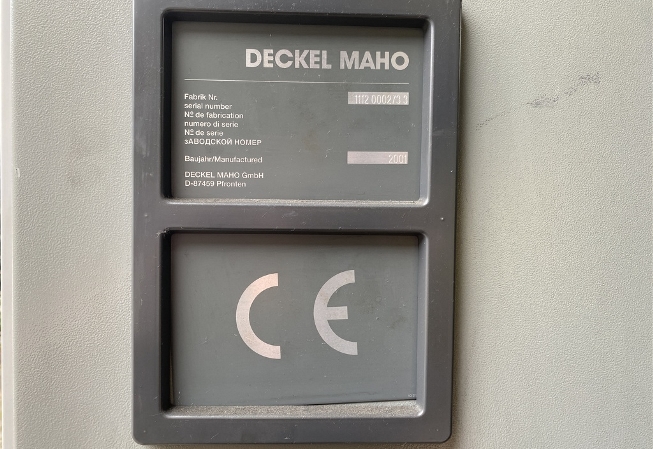 DECKEL MAHO
Fabrik Nr.
serial number
Nº de fabrication
numero di serie
Nº de serie
зАВОДСКОЙ НОМЕР
Baujahr/Manufactured 2001
DECKEL MAHO GmbH
D-87459 Pfronten
CE